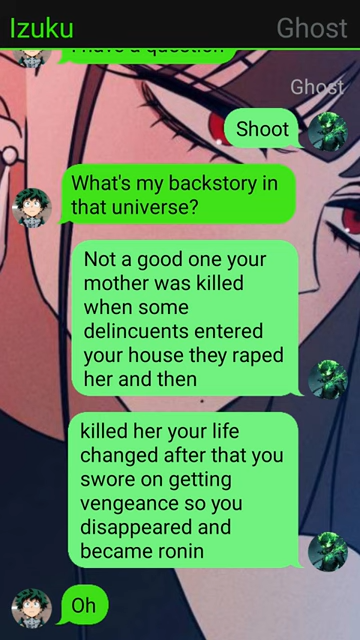 Izuku
Ghost
I have a question
Ghost
Shoot
What's my backstory in
that universe?
Not a good one your
mother was killed
when some
delincuents entered
your house they raped
her and then
killed her your life
changed after that you
swore on getting
vengeance so you
disappeared and
became ronin
Oh